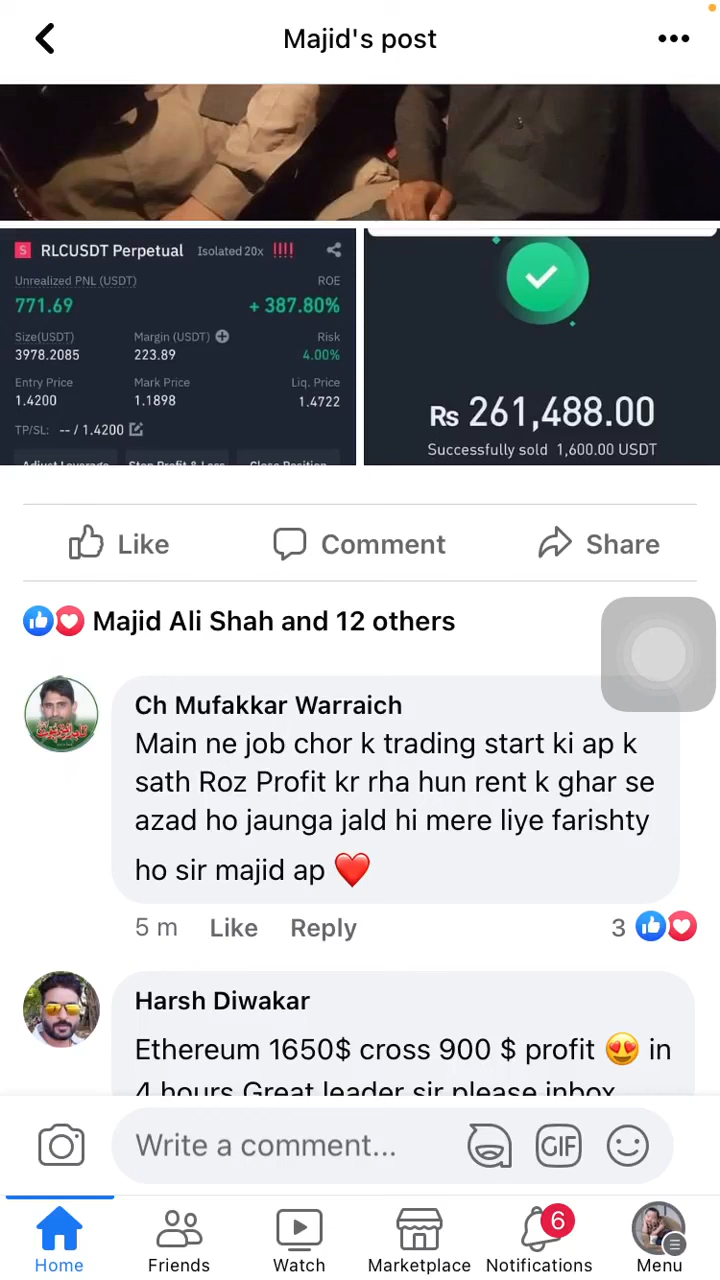 Majid's post
S RLCUSDT Perpetual Isolated 20x !!!!
Unrealized PNL (USDT) ROE
771.69 + 387.80%
Size(USDT) Margin (USDT) Risk
3978.2085 223.89 4.00%
Entry Price Mark Price Liq. Price
1.4200 1.1898 1.4722
TP/SL: -- / 1.4200
Adjust Leverage Stop Profit & Loss Close Position
Rs 261,488.00
Successfully sold 1,600.00 USDT
Like Comment Share
Majid Ali Shah and 12 others
Ch Mufakkar Warraich
Main ne job chor k trading start ki ap k
sath Roz Profit kr rha hun rent k ghar se
azad ho jaunga jald hi mere liye farishty
ho sir majid ap ❤️
5 m Like Reply 3
Harsh Diwakar
Ethereum 1650$ cross 900 $ profit 😍 in
4 hours Great leader sir please inbox
Write a comment... GIF
6
Home Friends Watch Marketplace Notifications Menu